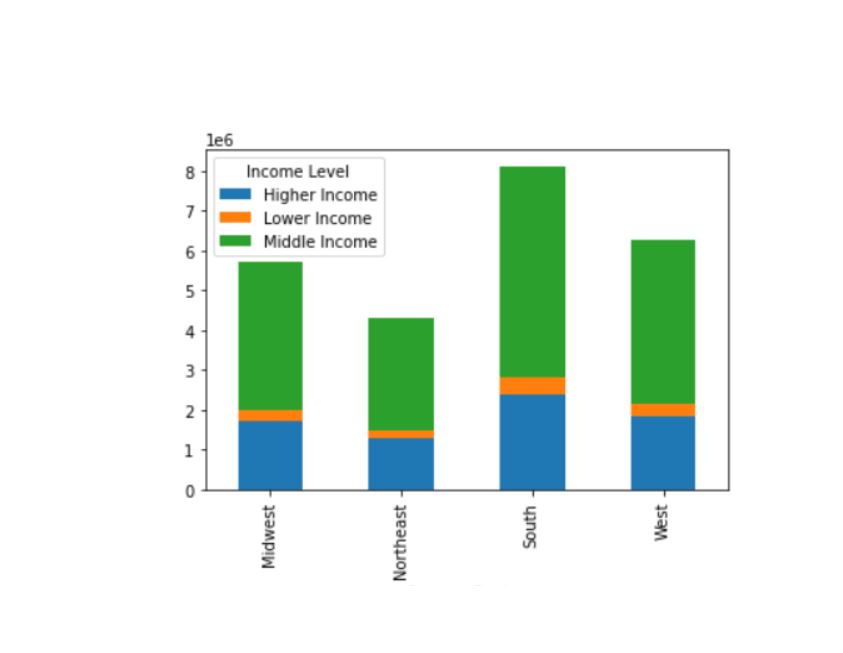 1e6
Income Level
Higher Income
Lower Income
Middle Income
8
7
6
5
4
3
2
1
0
Midwest
Northeast
South
West